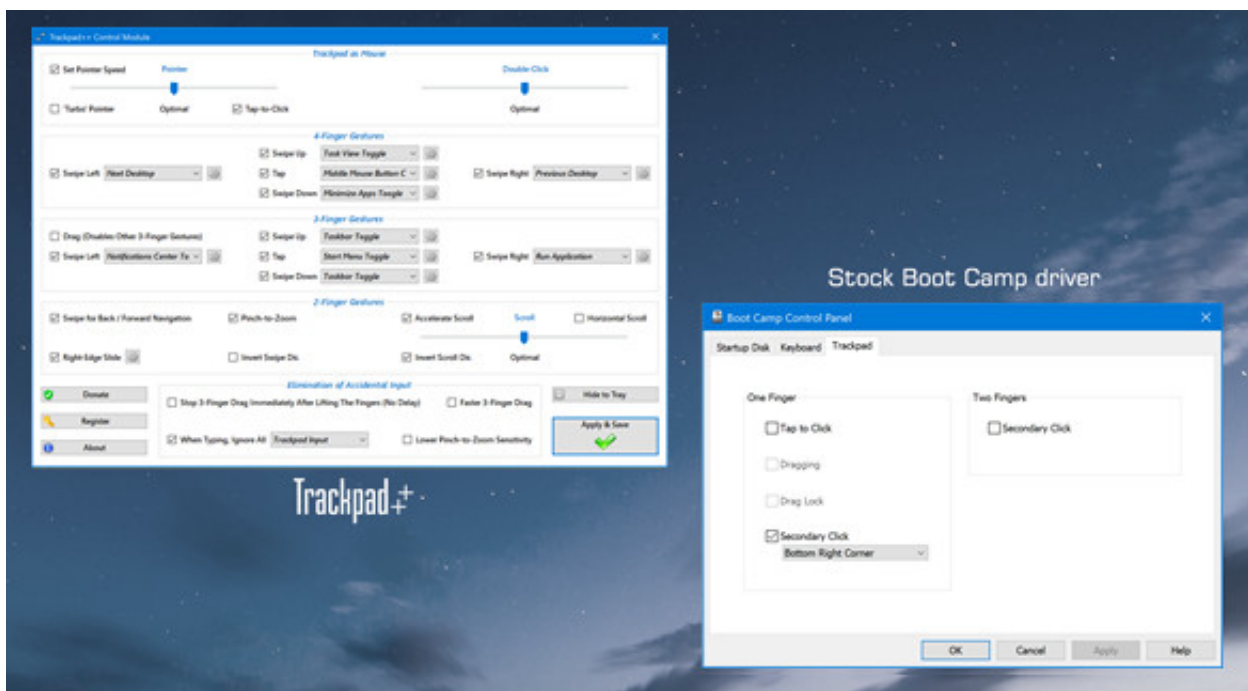 Trackpad++ Control Module
Trackpad as Mouse
Set Pointer Speed Pointer Double Click
'Turbo' Pointer Optimal Tap-to-Click Optimal
4-Finger Gestures
Swipe Up Task View Toggle
Swipe Left Next Desktop Tap Middle Mouse Button C Swipe Right Previous Desktop
Swipe Down Minimize Apps Toogle
3-Finger Gestures
Drag (Disables Other 3-Finger Gestures) Swipe Up Taskbar Toggle
Swipe Left Notifications Center To Tap Start Menu Toggle Swipe Right Run Application
Swipe Down Taskbar Toggle
2-Finger Gestures
Swipe for Back / Forward Navigation Pinch-to-Zoom Accelerate Scroll Scroll Horizontal Scroll
Right-Edge Slide Invert Swipe Dir. Invert Scroll Dir. Optimal
Elimination of Accidental Input
Donate Stop 3-Finger Drag Immediately After Lifting The Fingers (No Delay) Faster 3-Finger Drag Hide to Tray
Register Apply & Save
About When Typing, Ignore All Trackpad Input Lower Pinch-to-Zoom Sensitivity
Trackpad++
Stock Boot Camp driver
Boot Camp Control Panel
Startup Disk Keyboard Trackpad
One Finger Two Fingers
Tap to Click Secondary Click
Dragging
Drag Lock
Secondary Click
Bottom Right Corner
OK Cancel Apply Help